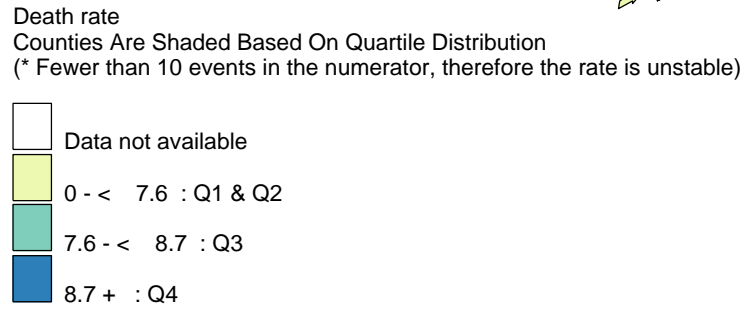 Death rate
Counties Are Shaded Based On Quartile Distribution
(* Fewer than 10 events in the numerator, therefore the rate is unstable)
Data not available
0 - < 7.6 : Q1 & Q2
7.6 - < 8.7 : Q3
8.7 + : Q4